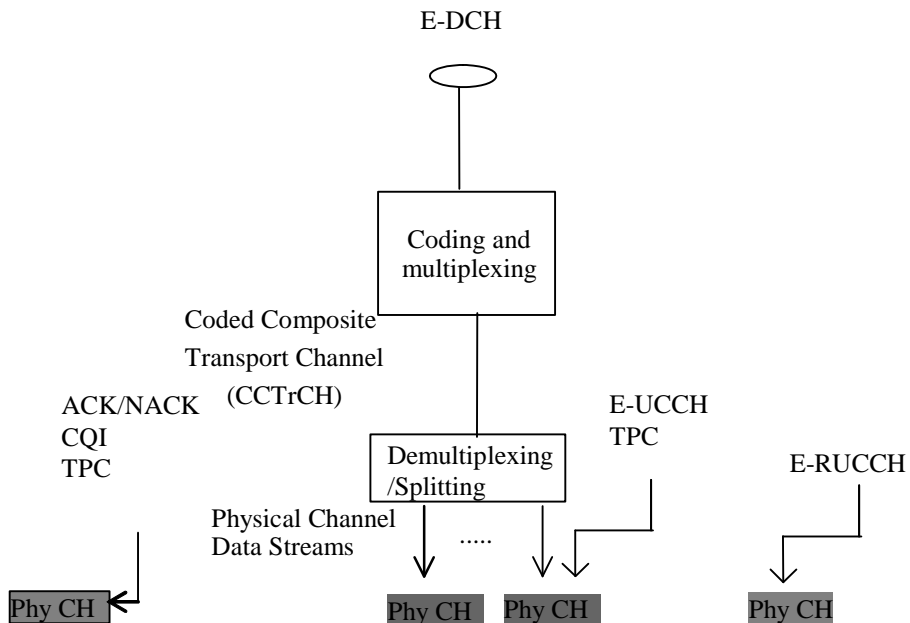 E-DCH
Coding and
multiplexing
Coded Composite
Transport Channel
(CCTrCH)
ACK/NACK
CQI
TPC
E-UCCH
TPC
Demultiplexing
/Splitting
E-RUCCH
Physical Channel
Data Streams
.....
Phy CH
Phy CH
Phy CH
Phy CH